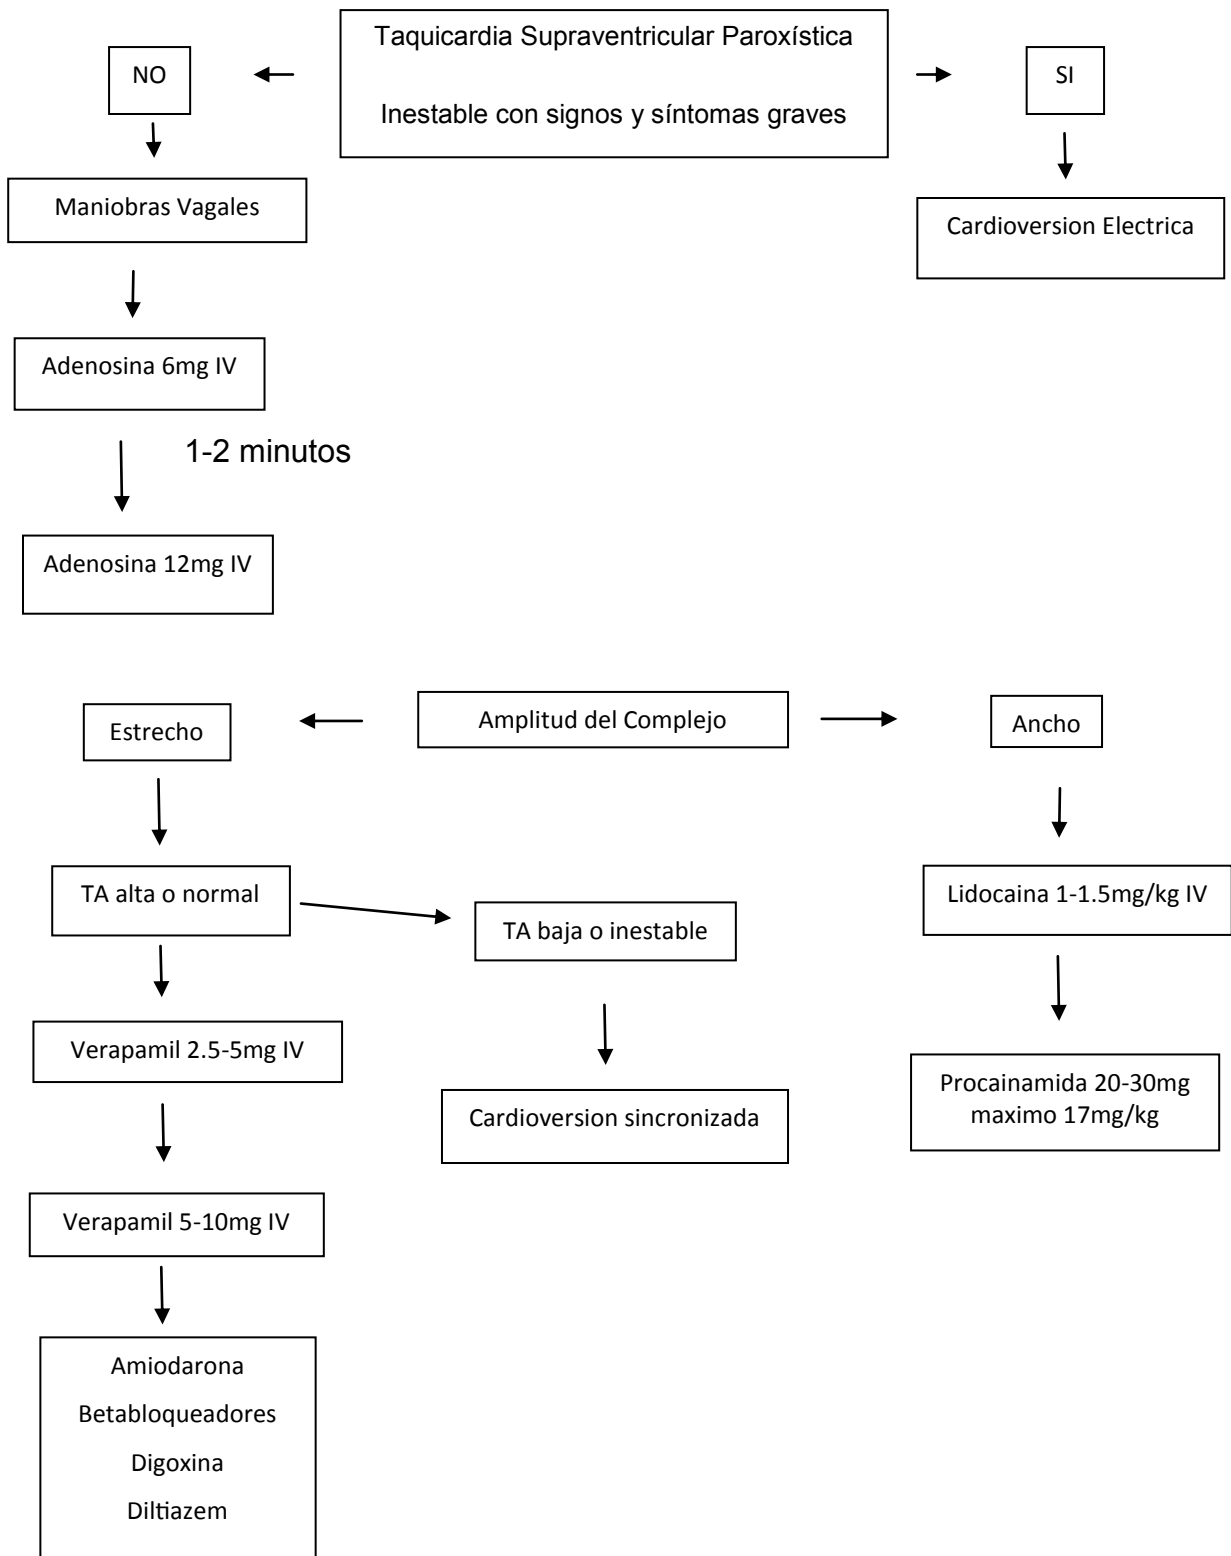 Taquicardia Supraventricular Paroxística
Inestable con signos y síntomas graves
NO
SI
Maniobras Vagales
Cardioversion Electrica
Adenosina 6mg IV
1-2 minutos
Adenosina 12mg IV
Amplitud del Complejo
Estrecho
Ancho
TA alta o normal
TA baja o inestable
Lidocaina 1-1.5mg/kg IV
Verapamil 2.5-5mg IV
Cardioversion sincronizada
Procainamida 20-30mg
maximo 17mg/kg
Verapamil 5-10mg IV
Amiodarona
Betabloqueadores
Digoxina
Diltiazem